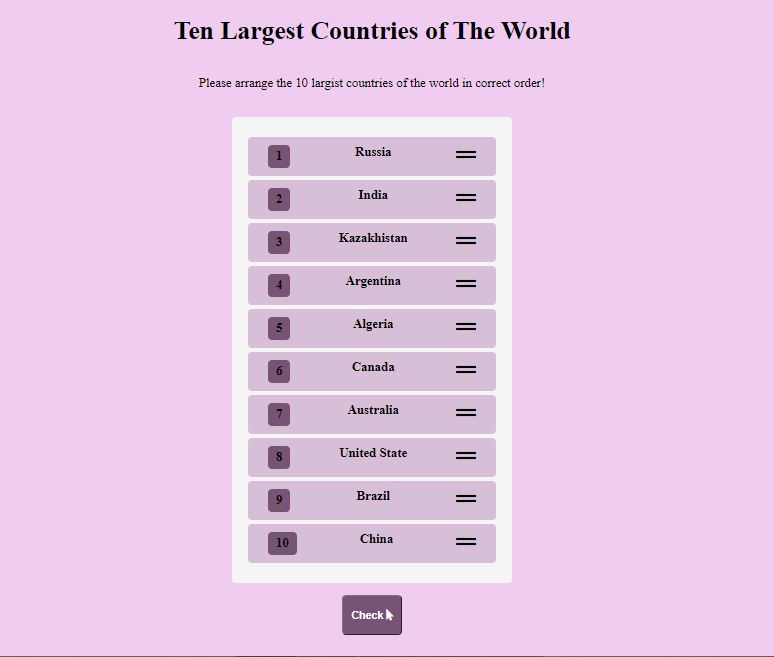 Ten Largest Countries of The World
Please arrange the 10 largist countries of the world in correct order!
1 Russia
2 India
3 Kazakhistan
4 Argentina
5 Algeria
6 Canada
7 Australia
8 United State
9 Brazil
10 China
Check